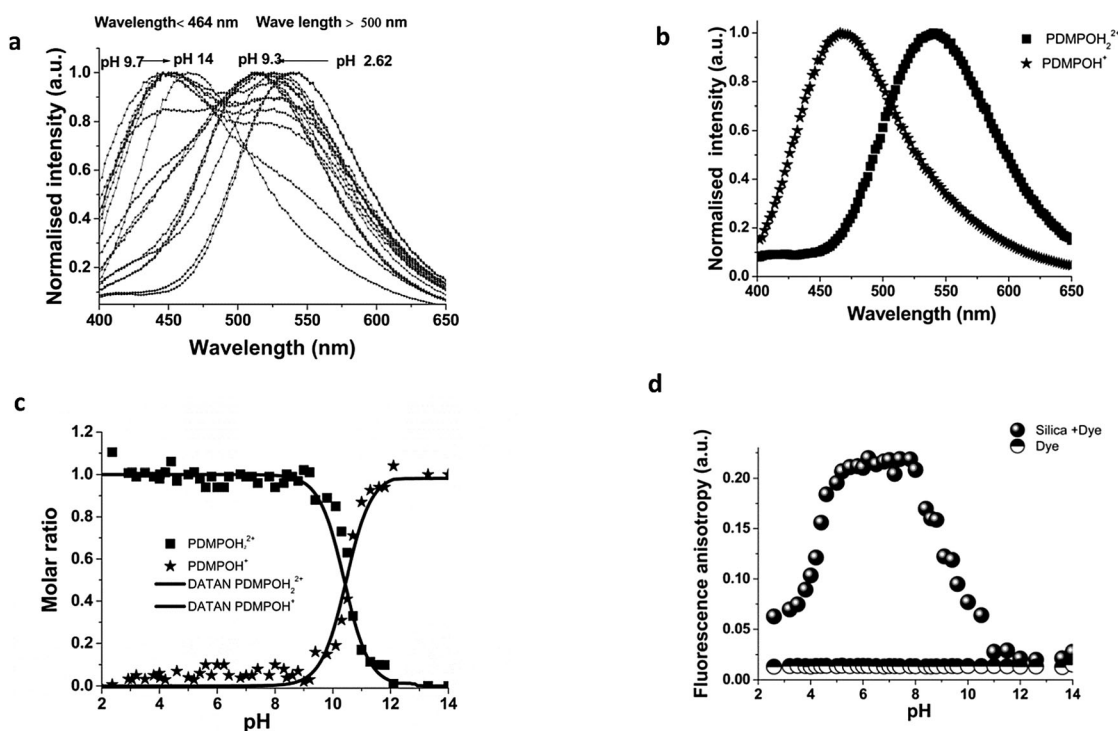 a
Wavelength< 464 nm Wave length > 500 nm
pH 9.7 pH 14 pH 9.3 pH 2.62
Normalised intensity (a.u.)
1.0
0.8
0.6
0.4
0.2
400 450 500 550 600 650
Wavelength (nm)
b
PDMPOH₂²⁺
PDMPOH⁺
Normalised intensity (a.u.)
1.0
0.8
0.6
0.4
0.2
0.0
400 450 500 550 600 650
Wavelength (nm)
c
Molar ratio
1.2
1.0
0.8
0.6
0.4
0.2
0.0
PDMPOH₂²⁺
PDMPOH⁺
DATAN PDMPOH₂²⁺
DATAN PDMPOH⁺
2 4 6 8 10 12 14
pH
d
Silica +Dye
Dye
Fluorescence anisotropy (a.u.)
0.20
0.15
0.10
0.05
0.00
2 4 6 8 10 12 14
pH